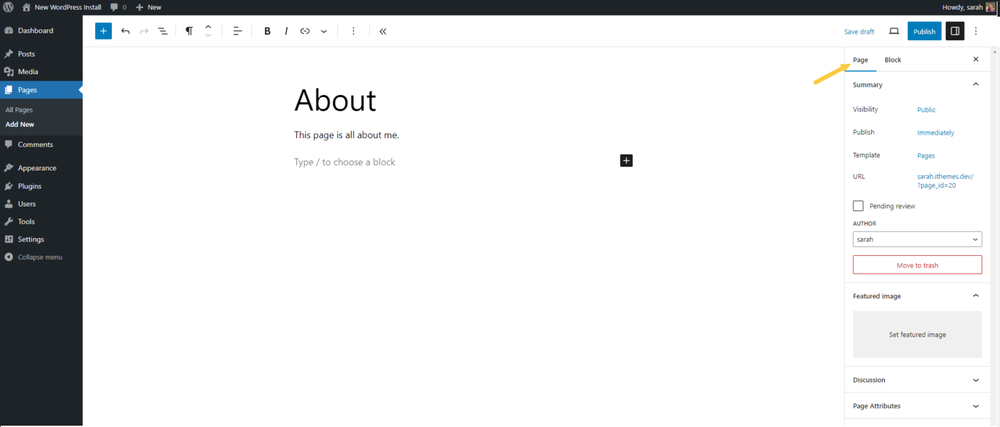 New WordPress Install 0 New Howdy, sarah
Dashboard
Posts
Media
Pages
All Pages
Add New
Comments
Appearance
Plugins
Users
Tools
Settings
Collapse menu
B I Save draft Publish
About
This page is all about me.
Type / to choose a block
Page Block
Summary
Visibility Public
Publish Immediately
Template Pages
URL sarah.ithemes.dev/
?page_id=20
Pending review
AUTHOR
sarah
Move to trash
Featured image
Set featured image
Discussion
Page Attributes